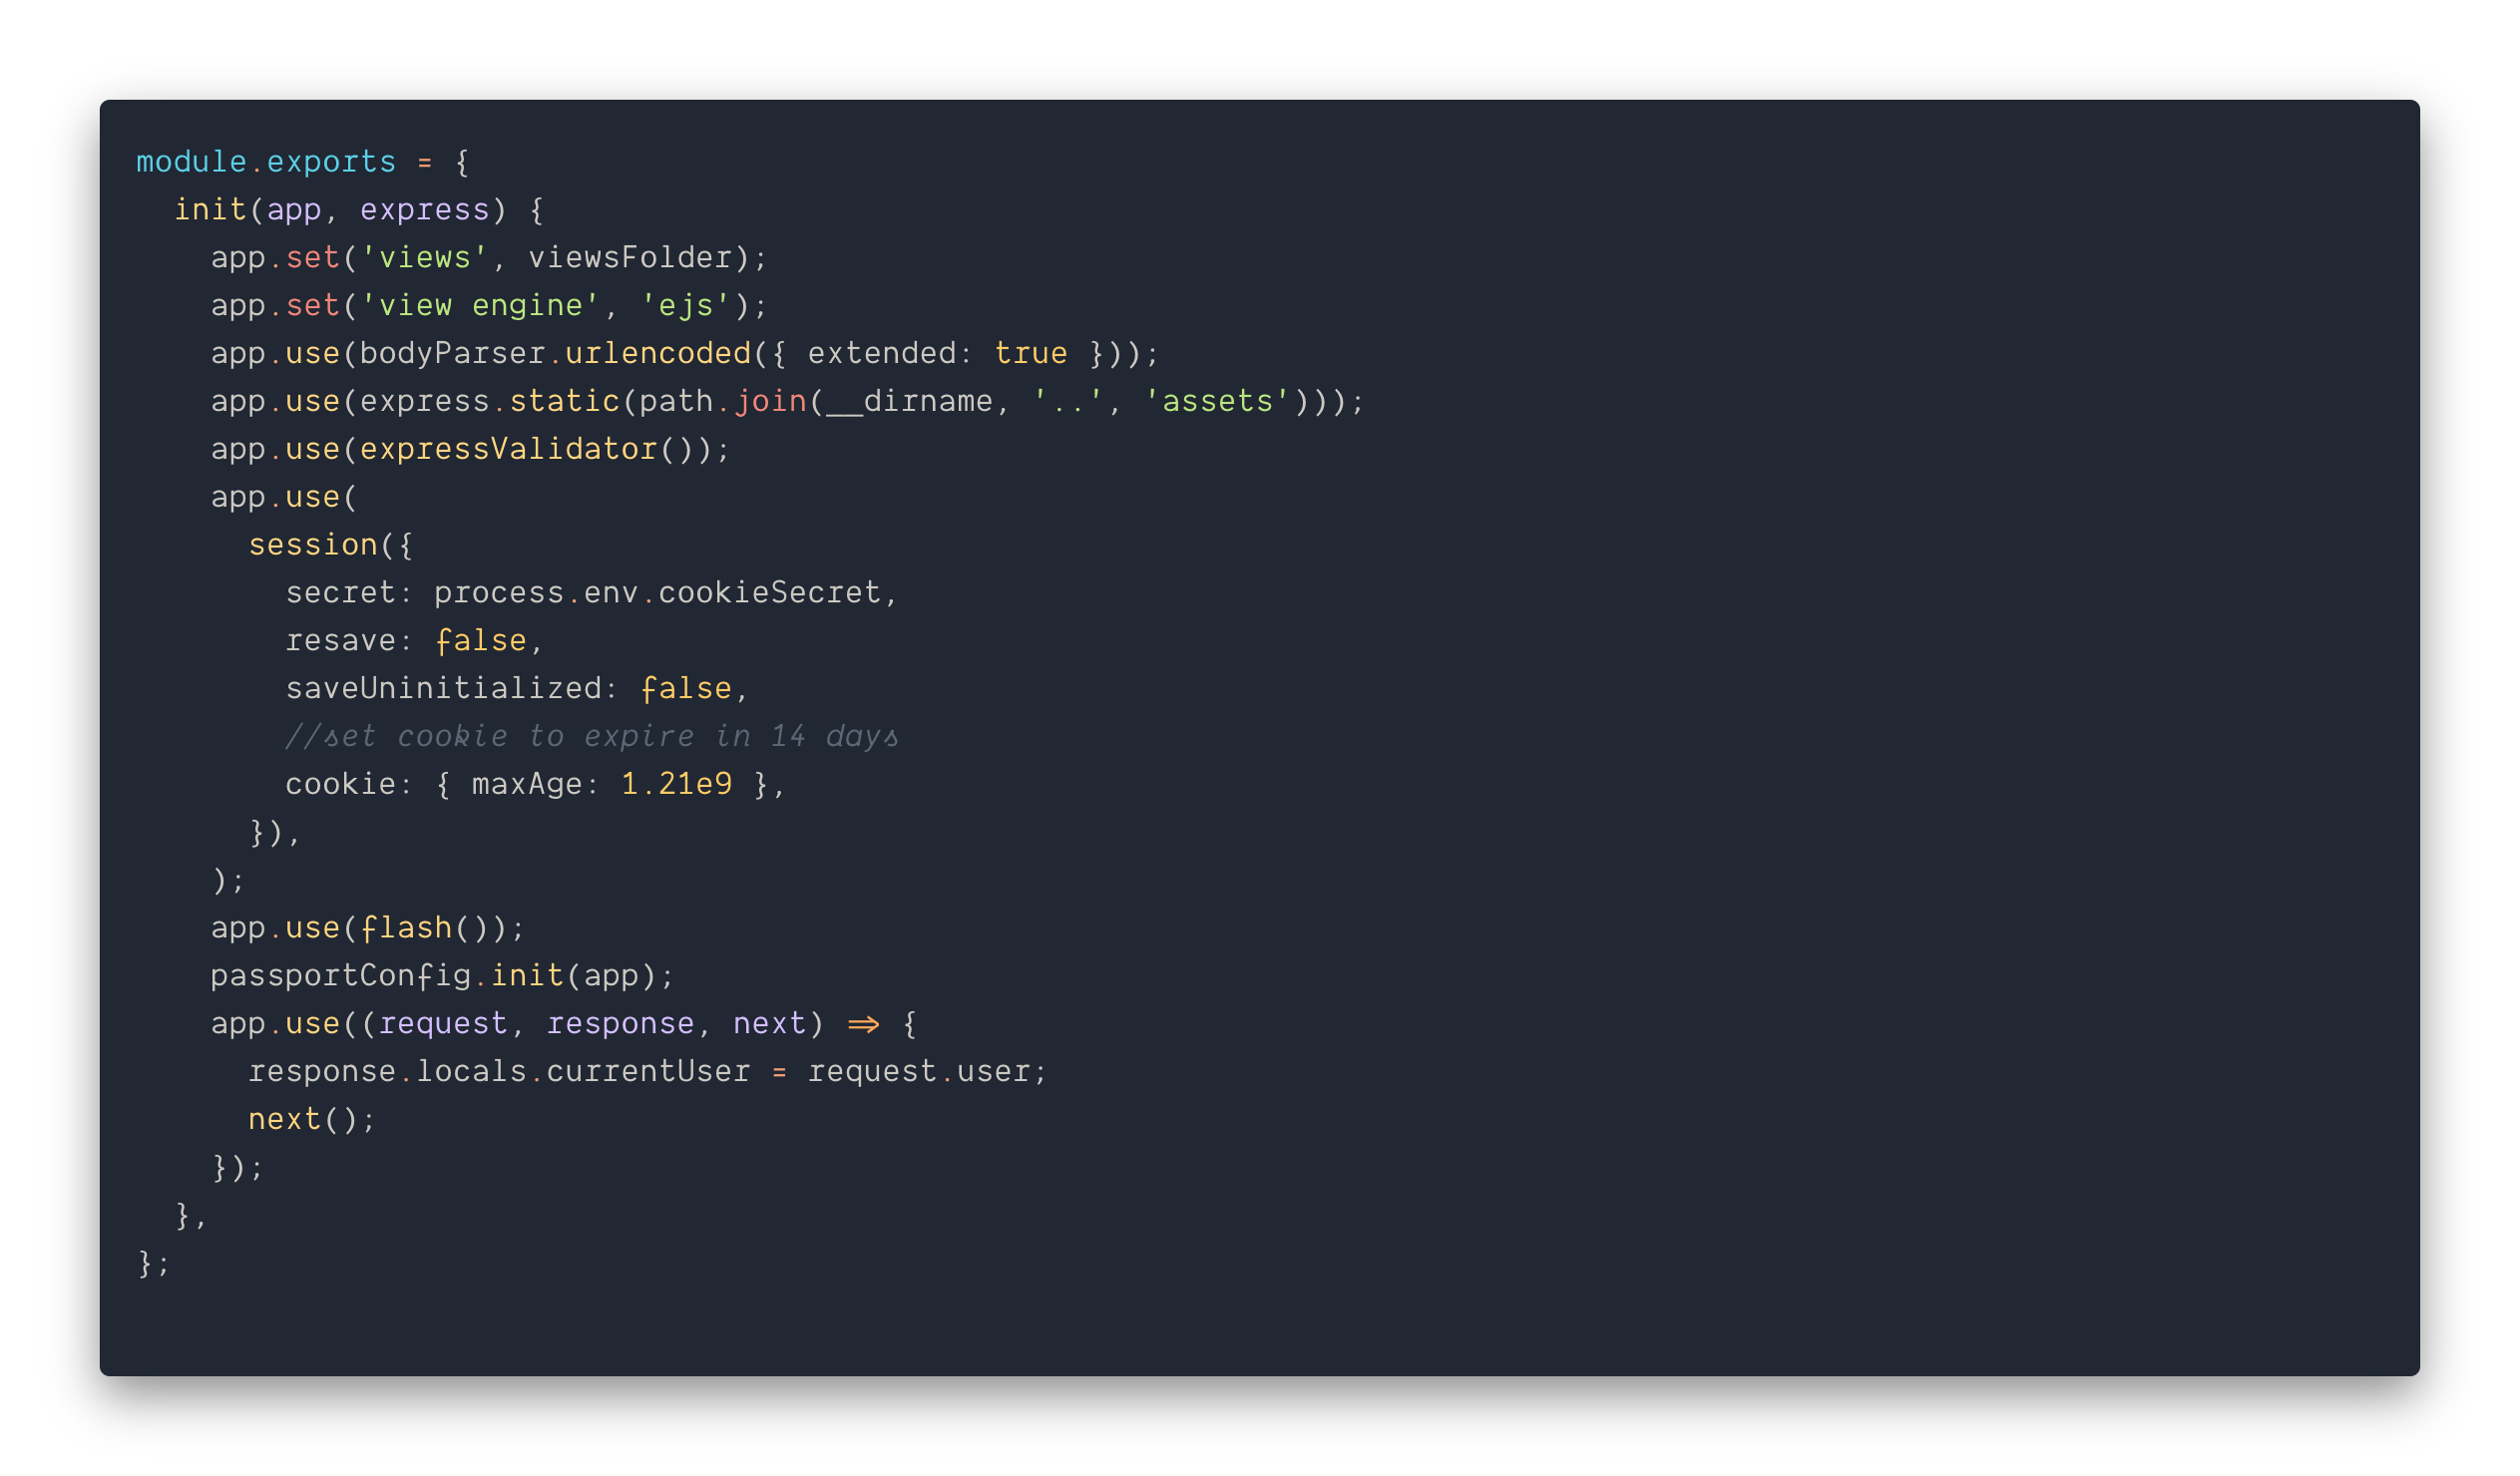 module.exports = {
  init(app, express) {
    app.set('views', viewsFolder);
    app.set('view engine', 'ejs');
    app.use(bodyParser.urlencoded({ extended: true }));
    app.use(express.static(path.join(__dirname, '..', 'assets')));
    app.use(expressValidator());
    app.use(
      session({
        secret: process.env.cookieSecret,
        resave: false,
        saveUninitialized: false,
        //set cookie to expire in 14 days
        cookie: { maxAge: 1.21e9 },
      }),
    );
    app.use(flash());
    passportConfig.init(app);
    app.use((request, response, next) => {
      response.locals.currentUser = request.user;
      next();
    });
  },
};